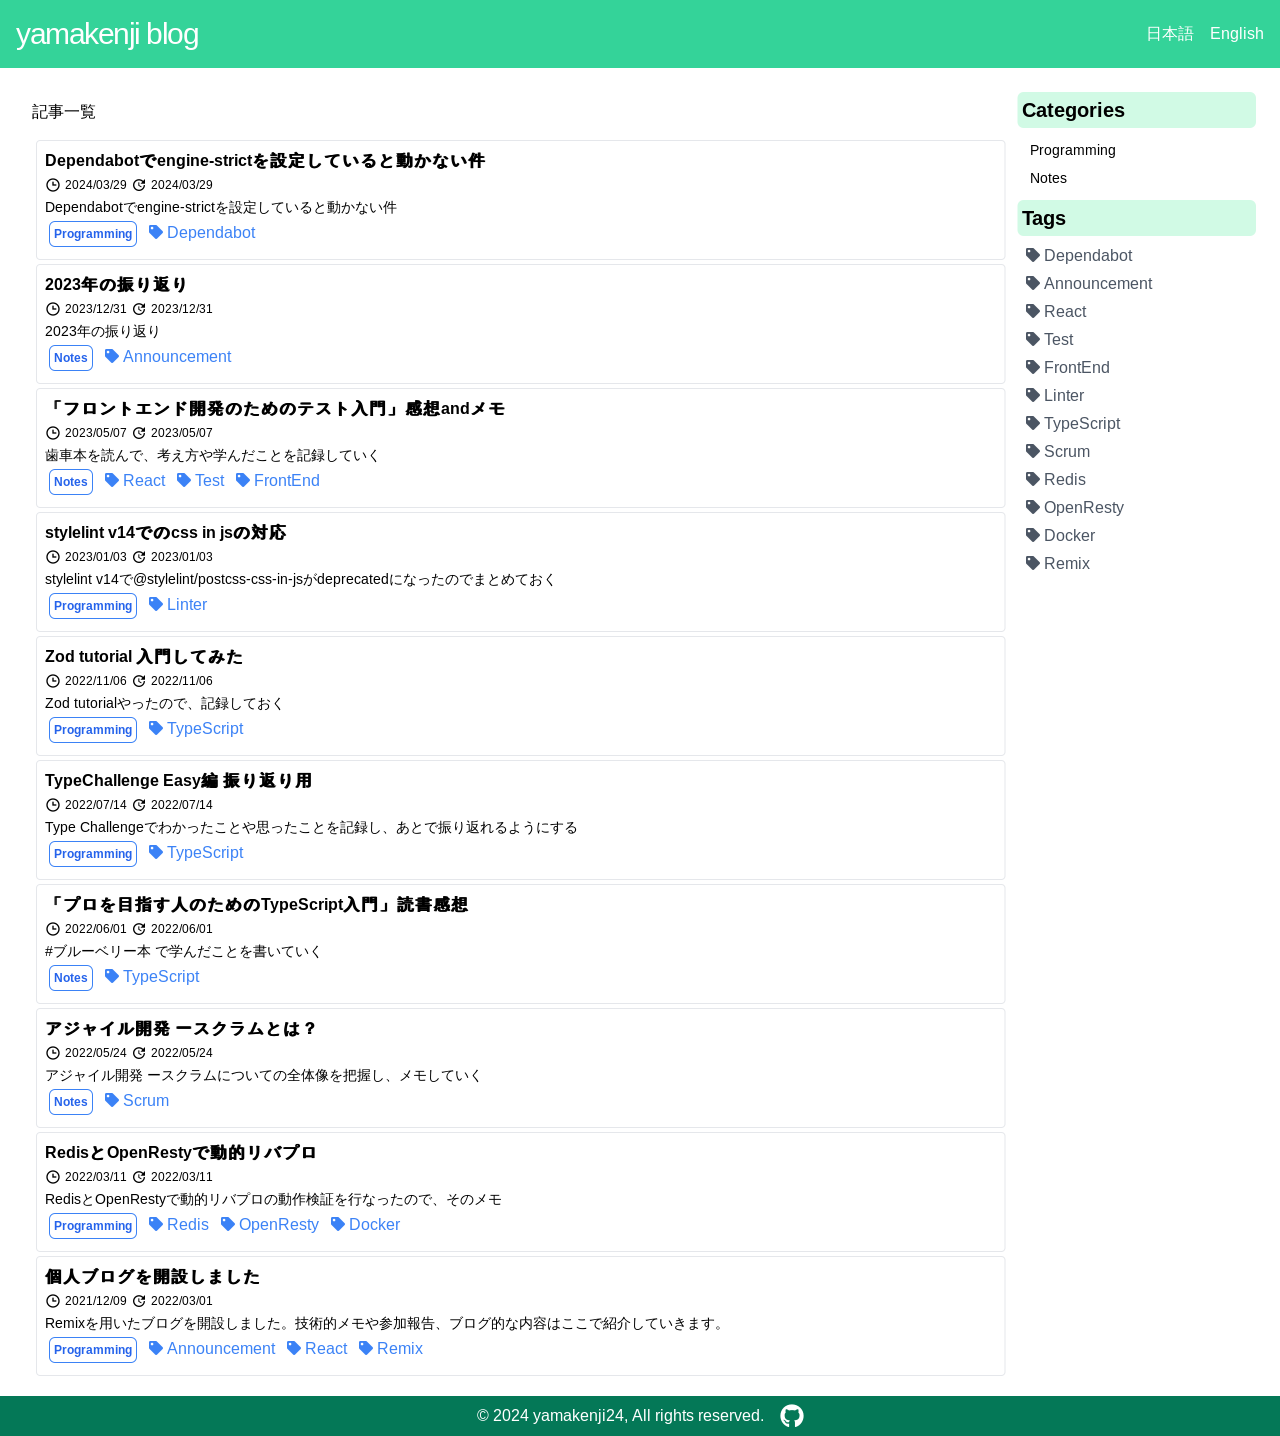 yamakenji blog
日本語 English
記事一覧
Dependabotでengine-strictを設定していると動かない件
2024/03/29 2024/03/29
Dependabotでengine-strictを設定していると動かない件
Programming Dependabot
2023年の振り返り
2023/12/31 2023/12/31
2023年の振り返り
Notes Announcement
「フロントエンド開発のためのテスト入門」感想andメモ
2023/05/07 2023/05/07
歯車本を読んで、考え方や学んだことを記録していく
Notes React Test FrontEnd
stylelint v14でのcss in jsの対応
2023/01/03 2023/01/03
stylelint v14で@stylelint/postcss-css-in-jsがdeprecatedになったのでまとめておく
Programming Linter
Zod tutorial 入門してみた
2022/11/06 2022/11/06
Zod tutorialやったので、記録しておく
Programming TypeScript
TypeChallenge Easy編 振り返り用
2022/07/14 2022/07/14
Type Challengeでわかったことや思ったことを記録し、あとで振り返れるようにする
Programming TypeScript
「プロを目指す人のためのTypeScript入門」読書感想
2022/06/01 2022/06/01
#ブルーベリー本 で学んだことを書いていく
Notes TypeScript
アジャイル開発 ースクラムとは？
2022/05/24 2022/05/24
アジャイル開発 ースクラムについての全体像を把握し、メモしていく
Notes Scrum
RedisとOpenRestyで動的リバプロ
2022/03/11 2022/03/11
RedisとOpenRestyで動的リバプロの動作検証を行なったので、そのメモ
Programming Redis OpenResty Docker
個人ブログを開設しました
2021/12/09 2022/03/01
Remixを用いたブログを開設しました。技術的メモや参加報告、ブログ的な内容はここで紹介していきます。
Programming Announcement React Remix
Categories
Programming
Notes
Tags
Dependabot
Announcement
React
Test
FrontEnd
Linter
TypeScript
Scrum
Redis
OpenResty
Docker
Remix
© 2024 yamakenji24, All rights reserved.